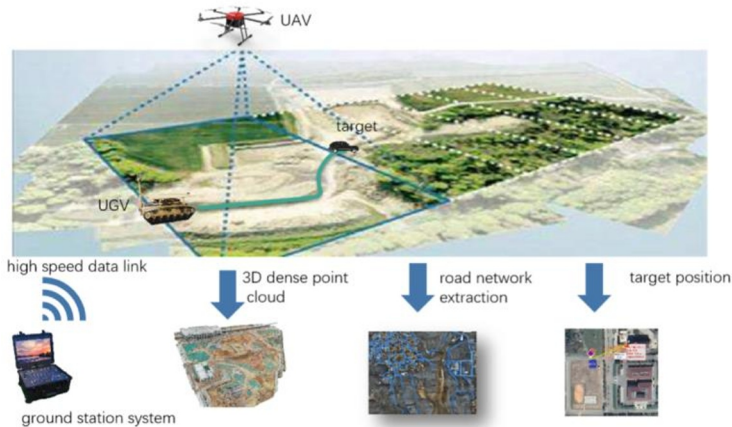 UAV
target
UGV
high speed data link
3D dense point
cloud
road network
extraction
target position
ground station system